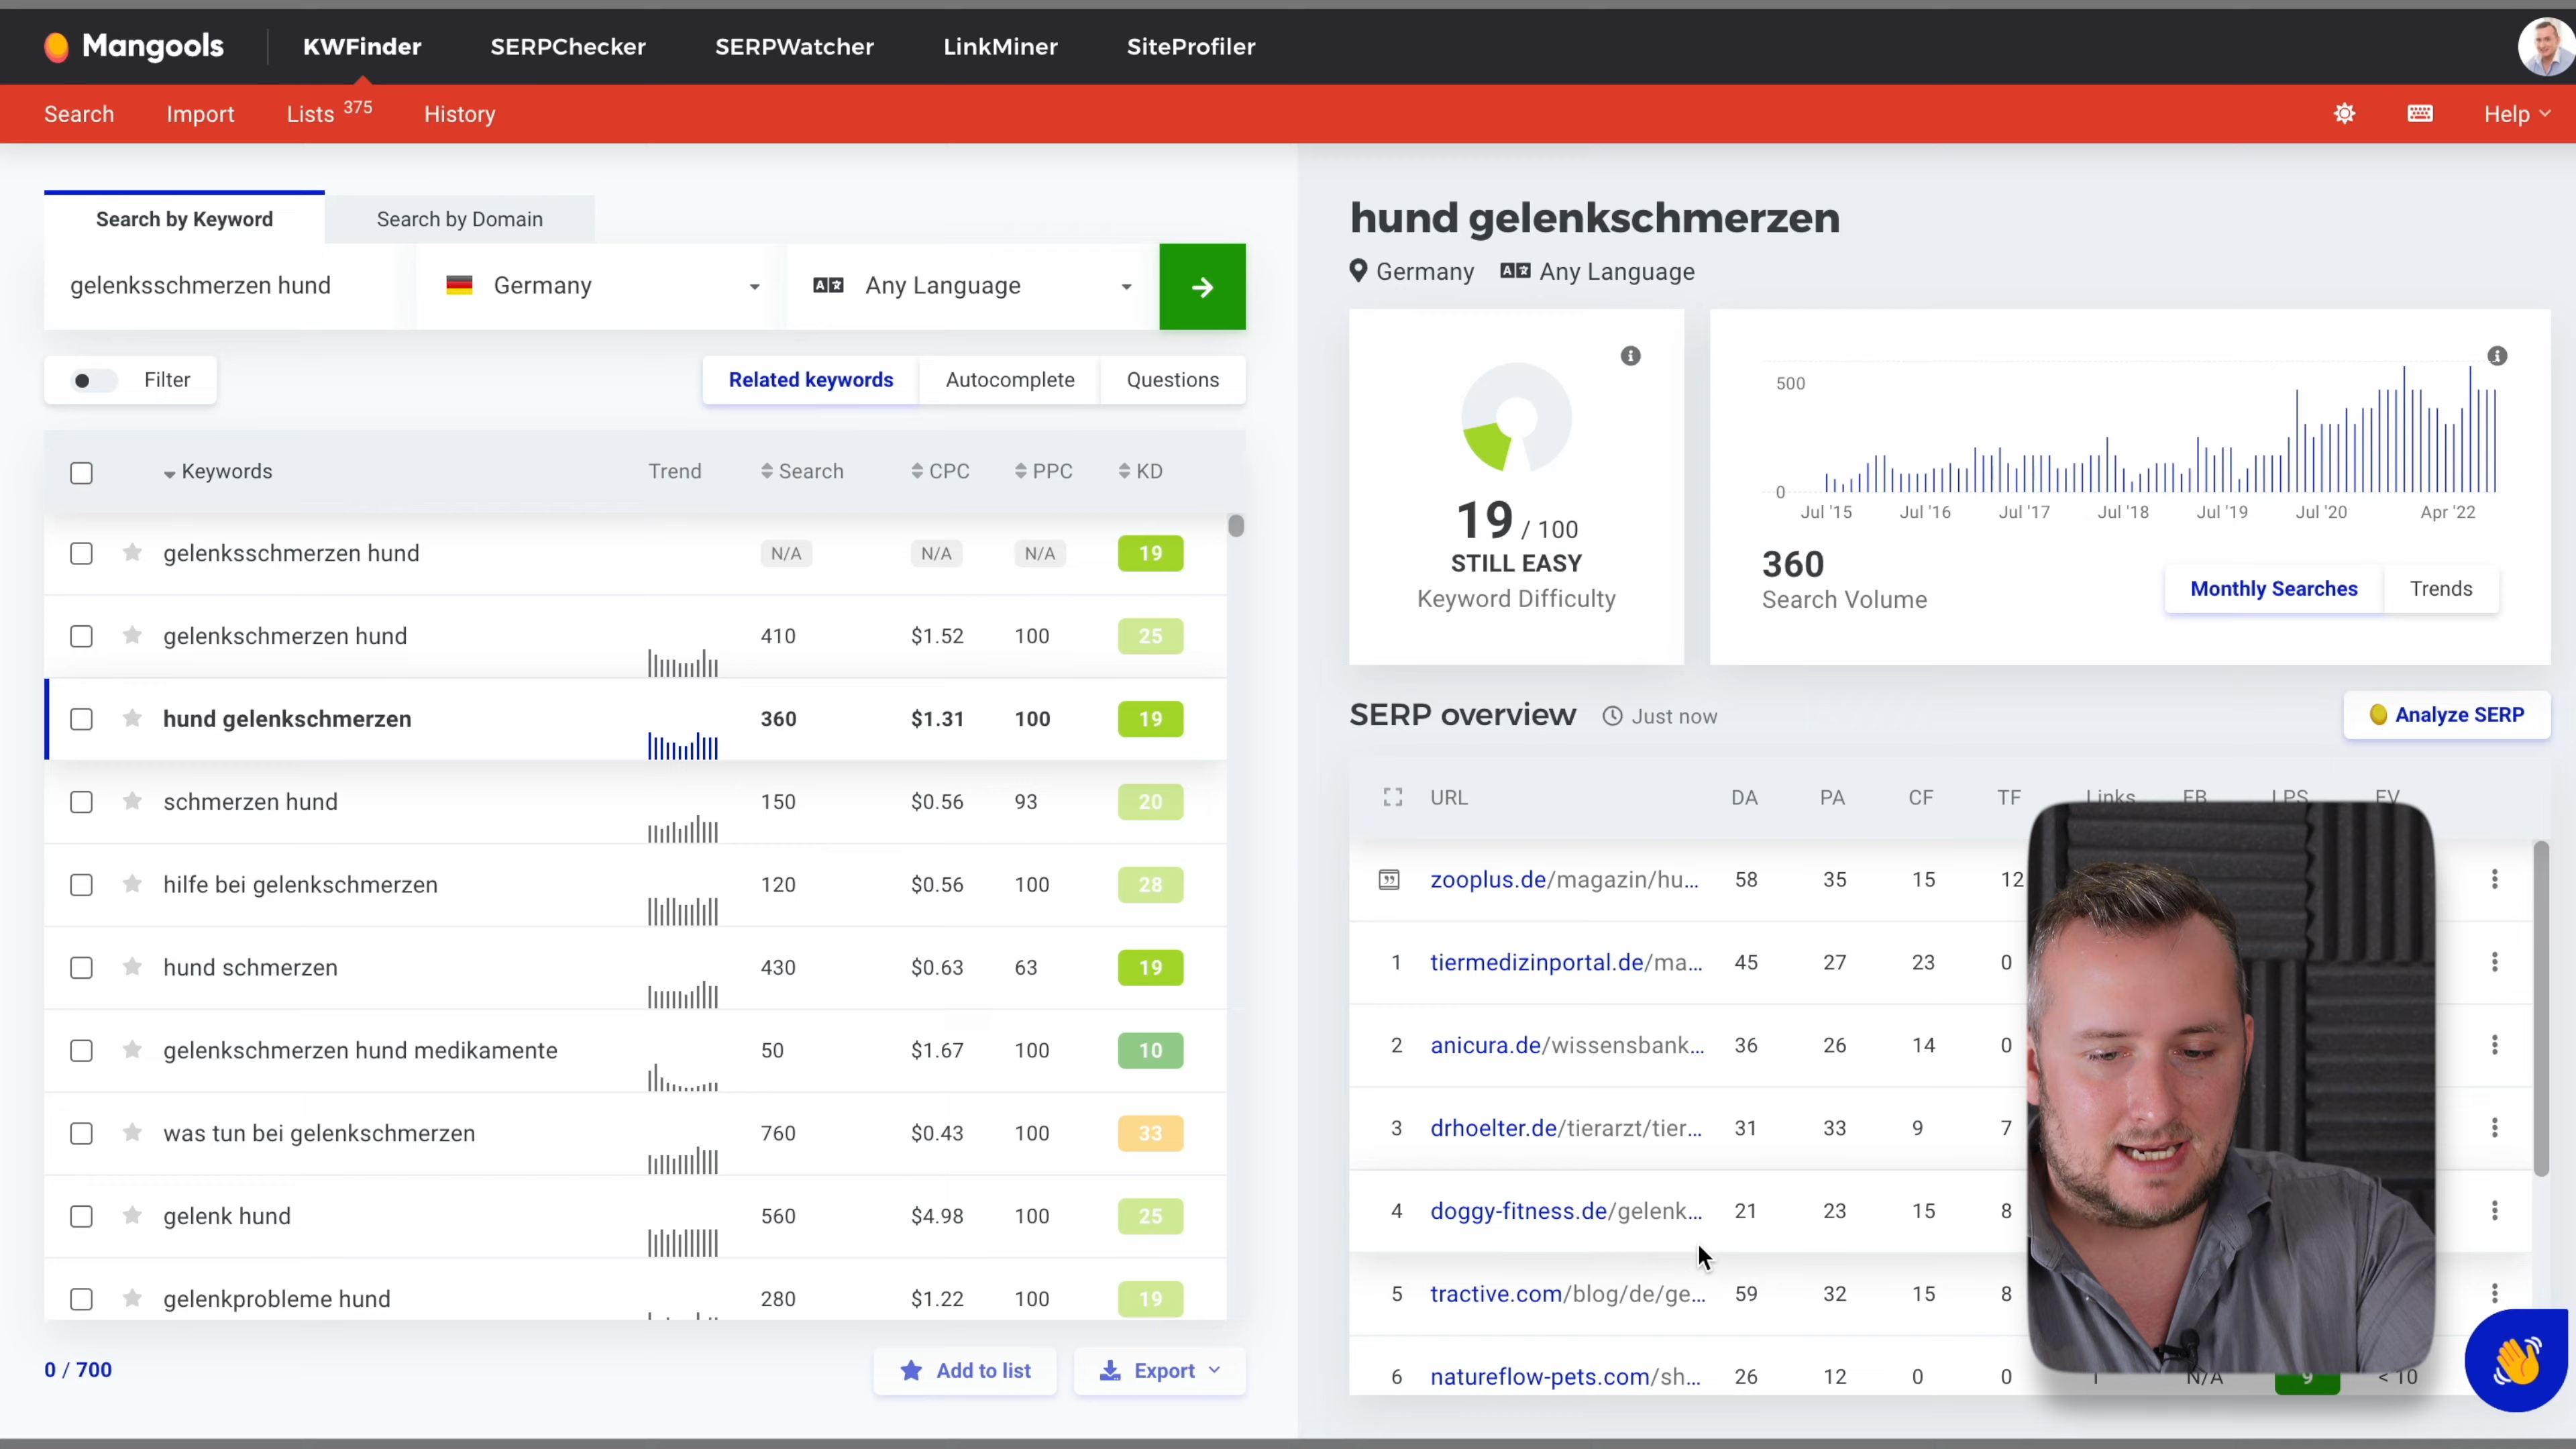 Mangools KWFinder SERPChecker SERPWatcher LinkMiner SiteProfiler
Search Import Lists 375 History Help
Search by Keyword Search by Domain
gelenksschmerzen hund Germany Any Language
Filter Related keywords Autocomplete Questions
Keywords Trend Search CPC PPC KD
gelenksschmerzen hund N/A N/A N/A 19
gelenkschmerzen hund 410 $1.52 100 25
hund gelenkschmerzen 360 $1.31 100 19
schmerzen hund 150 $0.56 93 20
hilfe bei gelenkschmerzen 120 $0.56 100 28
hund schmerzen 430 $0.63 63 19
gelenkschmerzen hund medikamente 50 $1.67 100 10
was tun bei gelenkschmerzen 760 $0.43 100 33
gelenk hund 560 $4.98 100 25
gelenkprobleme hund 280 $1.22 100 19
0 / 700 Add to list Export
hund gelenkschmerzen
Germany Any Language
19 / 100
STILL EASY
Keyword Difficulty
500
0
Jul '15 Jul '16 Jul '17 Jul '18 Jul '19 Jul '20 Apr '22
360
Search Volume
Monthly Searches Trends
SERP overview Just now Analyze SERP
URL DA PA CF TF Links FB LPS EV
zooplus.de/magazin/hu... 58 35 15 12
1 tiermedizinportal.de/ma... 45 27 23 0
2 anicura.de/wissensbank... 36 26 14 0
3 drhoelter.de/tierarzt/tier... 31 33 9 7
4 doggy-fitness.de/gelenk... 21 23 15 8
5 tractive.com/blog/de/ge... 59 32 15 8
6 natureflow-pets.com/sh... 26 12 0 0 1 N/A 9 < 10